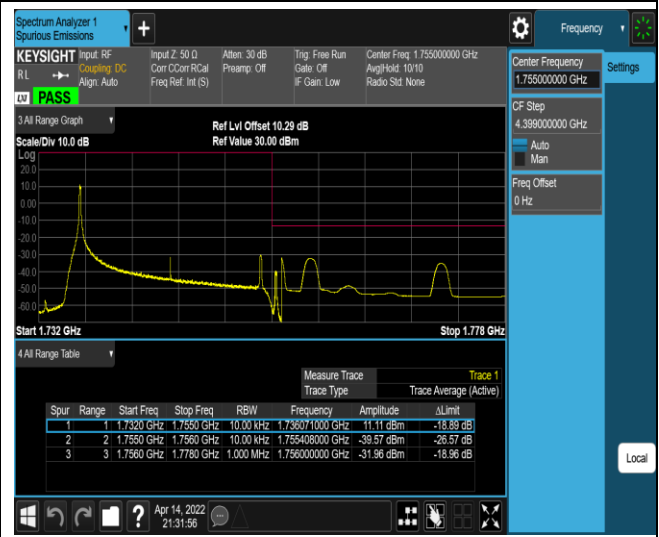 Spectrum Analyzer 1
Spurious Emissions
+
Frequency
KEYSIGHT Input: RF Input Z: 50 Ω Atten: 30 dB Trig: Free Run Center Freq: 1.755000000 GHz
RL Coupling: DC Corr CCorr RCal Preamp: Off Gate: Off Avg|Hold: 10/10
Align: Auto Freq Ref: Int (S) IF Gain: Low Radio Std: None
LNI PASS
3 All Range Graph
Ref Lvl Offset 10.29 dB
Scale/Div 10.0 dB Ref Value 30.00 dBm
Log
20.0
10.0
0.00
-10.0
-20.0
-30.0
-40.0
-50.0
-60.0
Start 1.732 GHz Stop 1.778 GHz
4 All Range Table
Measure Trace Trace 1
Trace Type Trace Average (Active)
Spur Range Start Freq Stop Freq RBW Frequency Amplitude ΔLimit
1 1 1.7320 GHz 1.7550 GHz 10.00 kHz 1.736071000 GHz 11.11 dBm -18.89 dB
2 2 1.7550 GHz 1.7560 GHz 10.00 kHz 1.755408000 GHz -39.57 dBm -26.57 dB
3 3 1.7560 GHz 1.7780 GHz 1.000 MHz 1.756000000 GHz -31.96 dBm -18.96 dB
Center Frequency
1.755000000 GHz
Settings
CF Step
4.399000000 GHz
Auto
Man
Freq Offset
0 Hz
Local
?
Apr 14, 2022
21:31:56